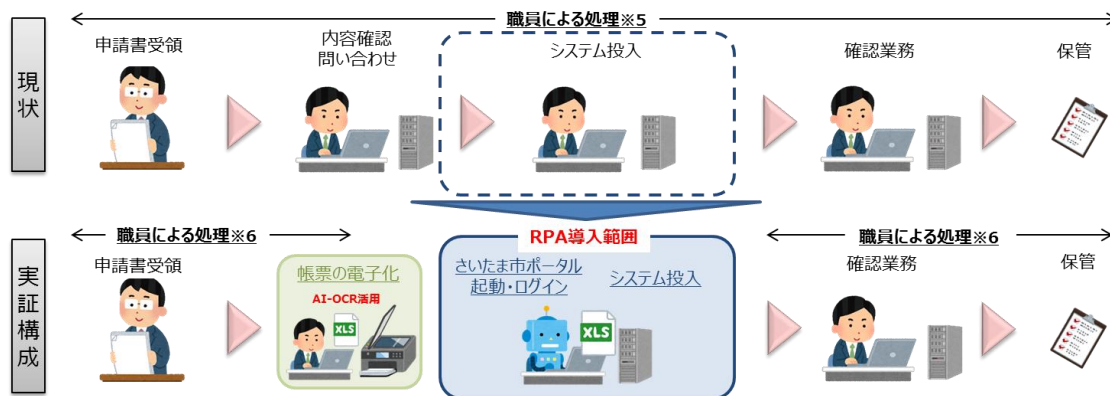 職員による処理※5
現状
申請書受領
内容確認
問い合わせ
システム投入
確認業務
保管
職員による処理※6
RPA導入範囲
職員による処理※6
実証構成
申請書受領
帳票の電子化
AI-OCR活用
XLS
さいたま市ポータル
起動・ログイン
システム投入
XLS
確認業務
保管